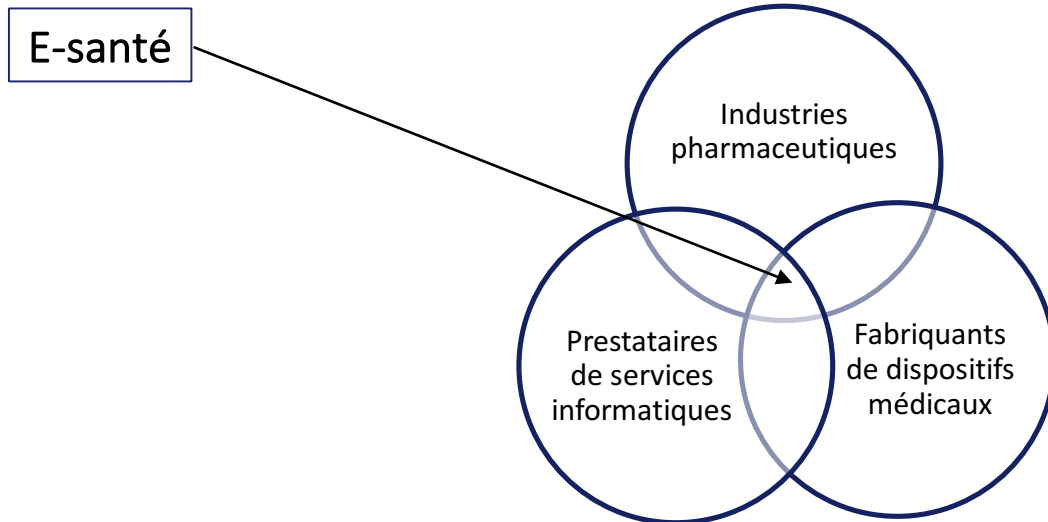 E-santé
Industries
pharmaceutiques
Prestataires
de services
informatiques
Fabriquants
de dispositifs
médicaux